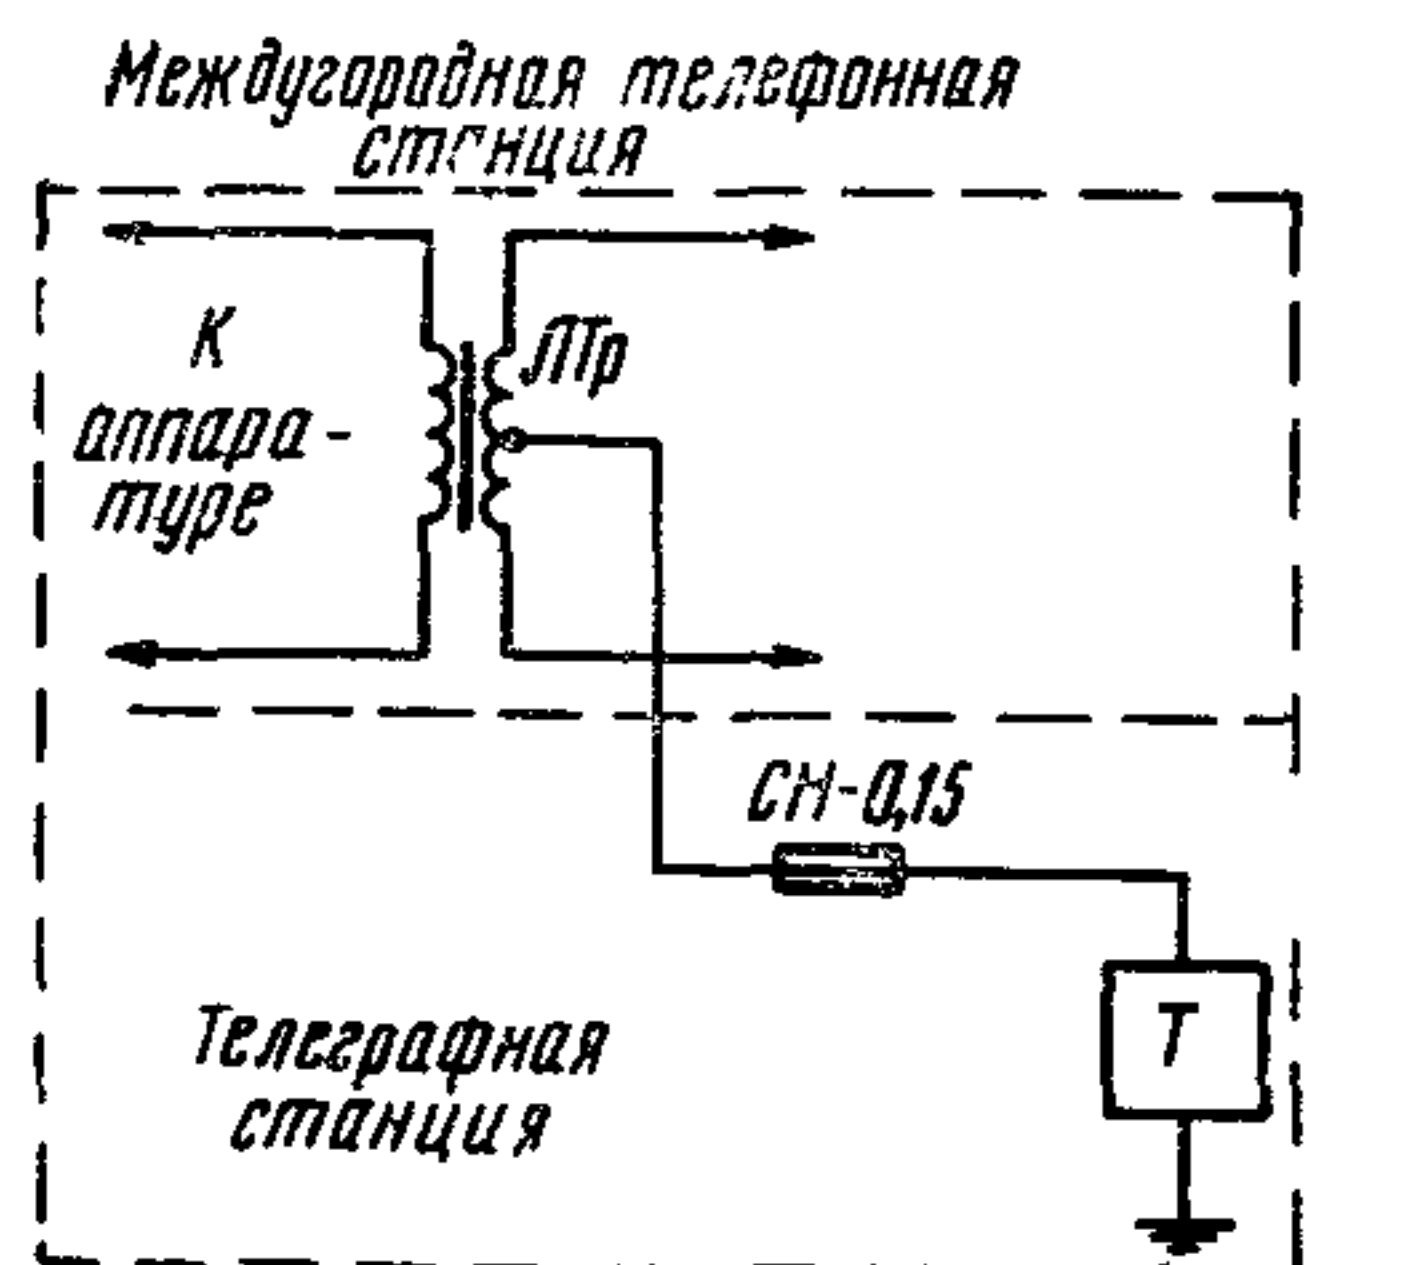 Междугородная телефонная
станция
К
аппара-
туре
ЛТр
СН-0,15
Т
Телеграфная
станция